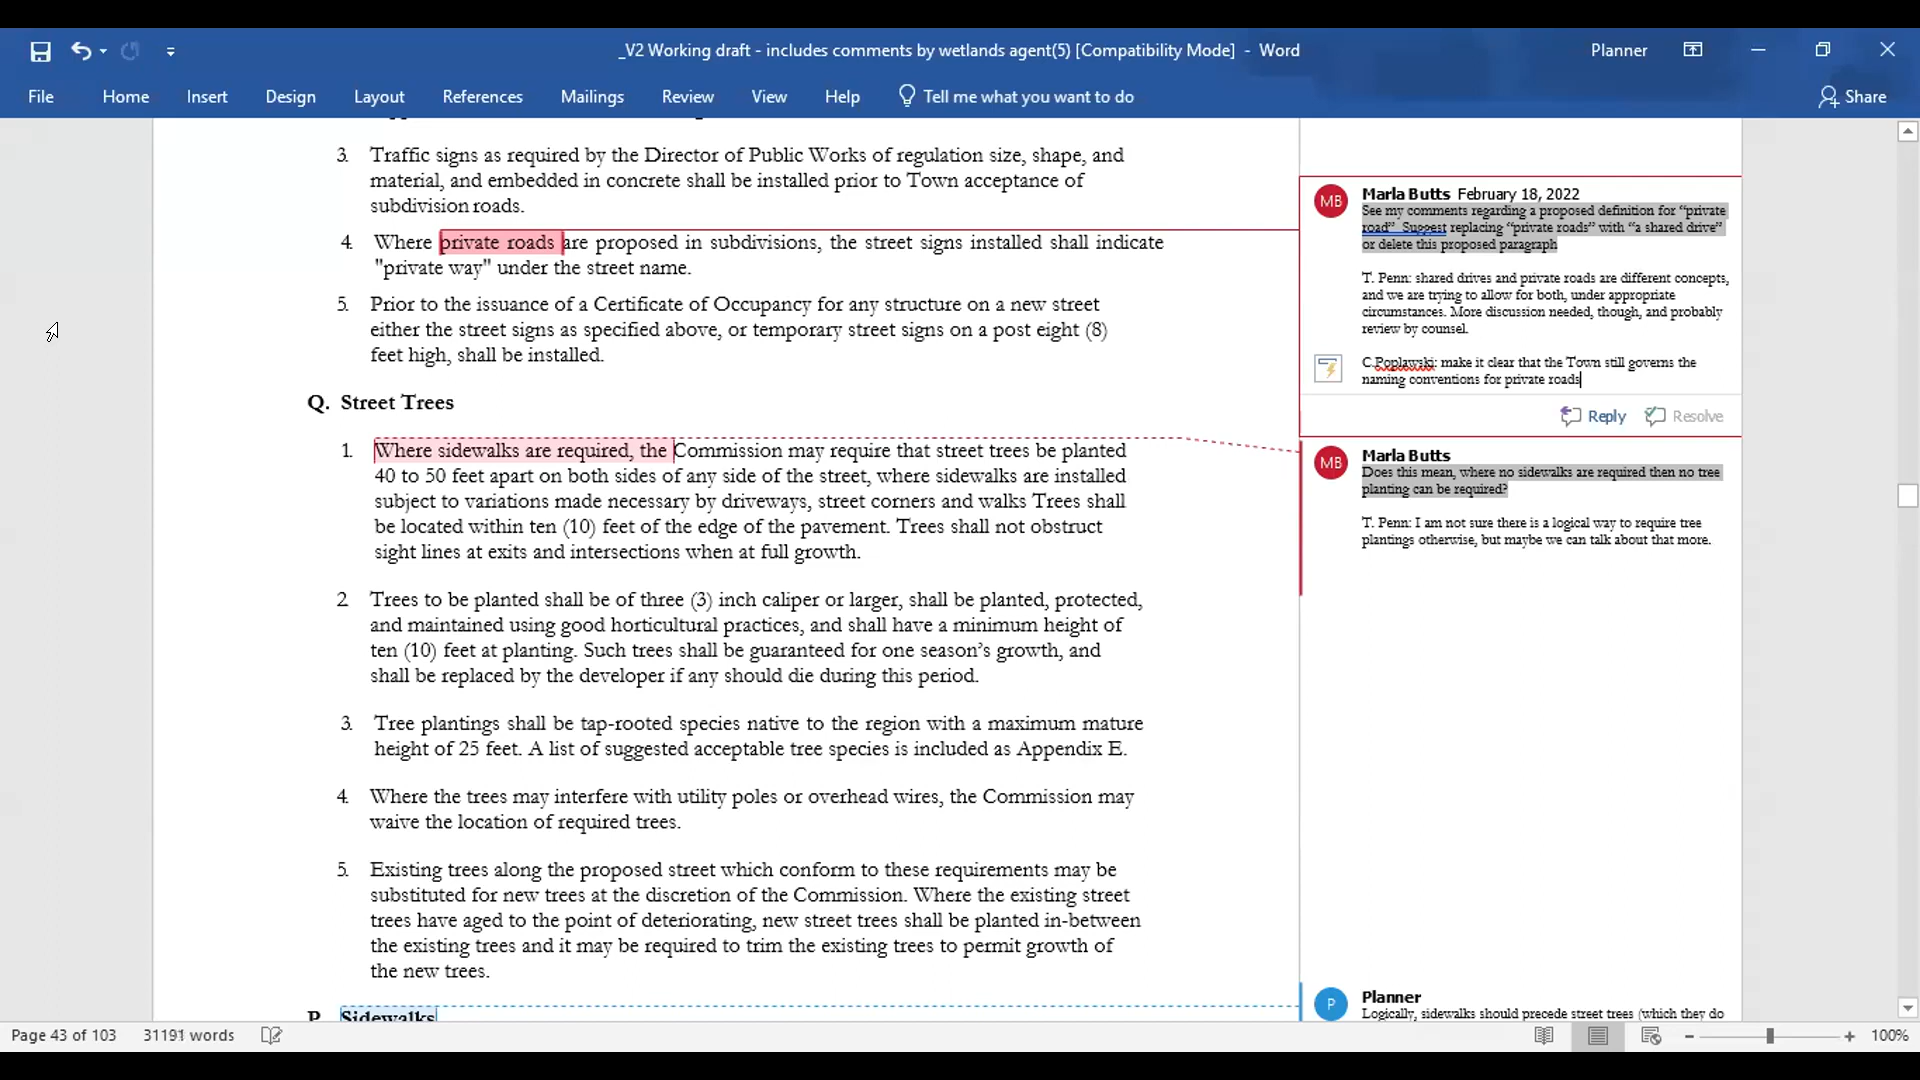 _V2 Working draft - includes comments by wetlands agent(5) [Compatibility Mode] - Word
Planner
File Home Insert Design Layout References Mailings Review View Help Tell me what you want to do Share
3. Traffic signs as required by the Director of Public Works of regulation size, shape, and
material, and embedded in concrete shall be installed prior to Town acceptance of
subdivision roads.
4. Where private roads are proposed in subdivisions, the street signs installed shall indicate
"private way" under the street name.
5. Prior to the issuance of a Certificate of Occupancy for any structure on a new street
either the street signs as specified above, or temporary street signs on a post eight (8)
feet high, shall be installed.
Q. Street Trees
1. Where sidewalks are required, the Commission may require that street trees be planted
40 to 50 feet apart on both sides of any side of the street, where sidewalks are installed
subject to variations made necessary by driveways, street corners and walks Trees shall
be located within ten (10) feet of the edge of the pavement. Trees shall not obstruct
sight lines at exits and intersections when at full growth.
2. Trees to be planted shall be of three (3) inch caliper or larger, shall be planted, protected,
and maintained using good horticultural practices, and shall have a minimum height of
ten (10) feet at planting. Such trees shall be guaranteed for one season’s growth, and
shall be replaced by the developer if any should die during this period.
3. Tree plantings shall be tap-rooted species native to the region with a maximum mature
height of 25 feet. A list of suggested acceptable tree species is included as Appendix E.
4. Where the trees may interfere with utility poles or overhead wires, the Commission may
waive the location of required trees.
5. Existing trees along the proposed street which conform to these requirements may be
substituted for new trees at the discretion of the Commission. Where the existing street
trees have aged to the point of deteriorating, new street trees shall be planted in-between
the existing trees and it may be required to trim the existing trees to permit growth of
the new trees.
P. Sidewalks
MB Marla Butts February 18, 2022
See my comments regarding a proposed definition for “private
road”  Suggest replacing “private roads” with “a shared drive”
or delete this proposed paragraph
T. Penn: shared drives and private roads are different concepts,
and we are trying to allow for both, under appropriate
circumstances. More discussion needed, though, and probably
review by counsel.
C.Poplawski: make it clear that the Town still governs the
naming conventions for private roads
Reply Resolve
MB Marla Butts
Does this mean, where no sidewalks are required then no tree
planting can be required?
T. Penn: I am not sure there is a logical way to require tree
plantings otherwise, but maybe we can talk about that more.
P Planner
Logically, sidewalks should precede street trees (which they do
Page 43 of 103 31191 words 100%